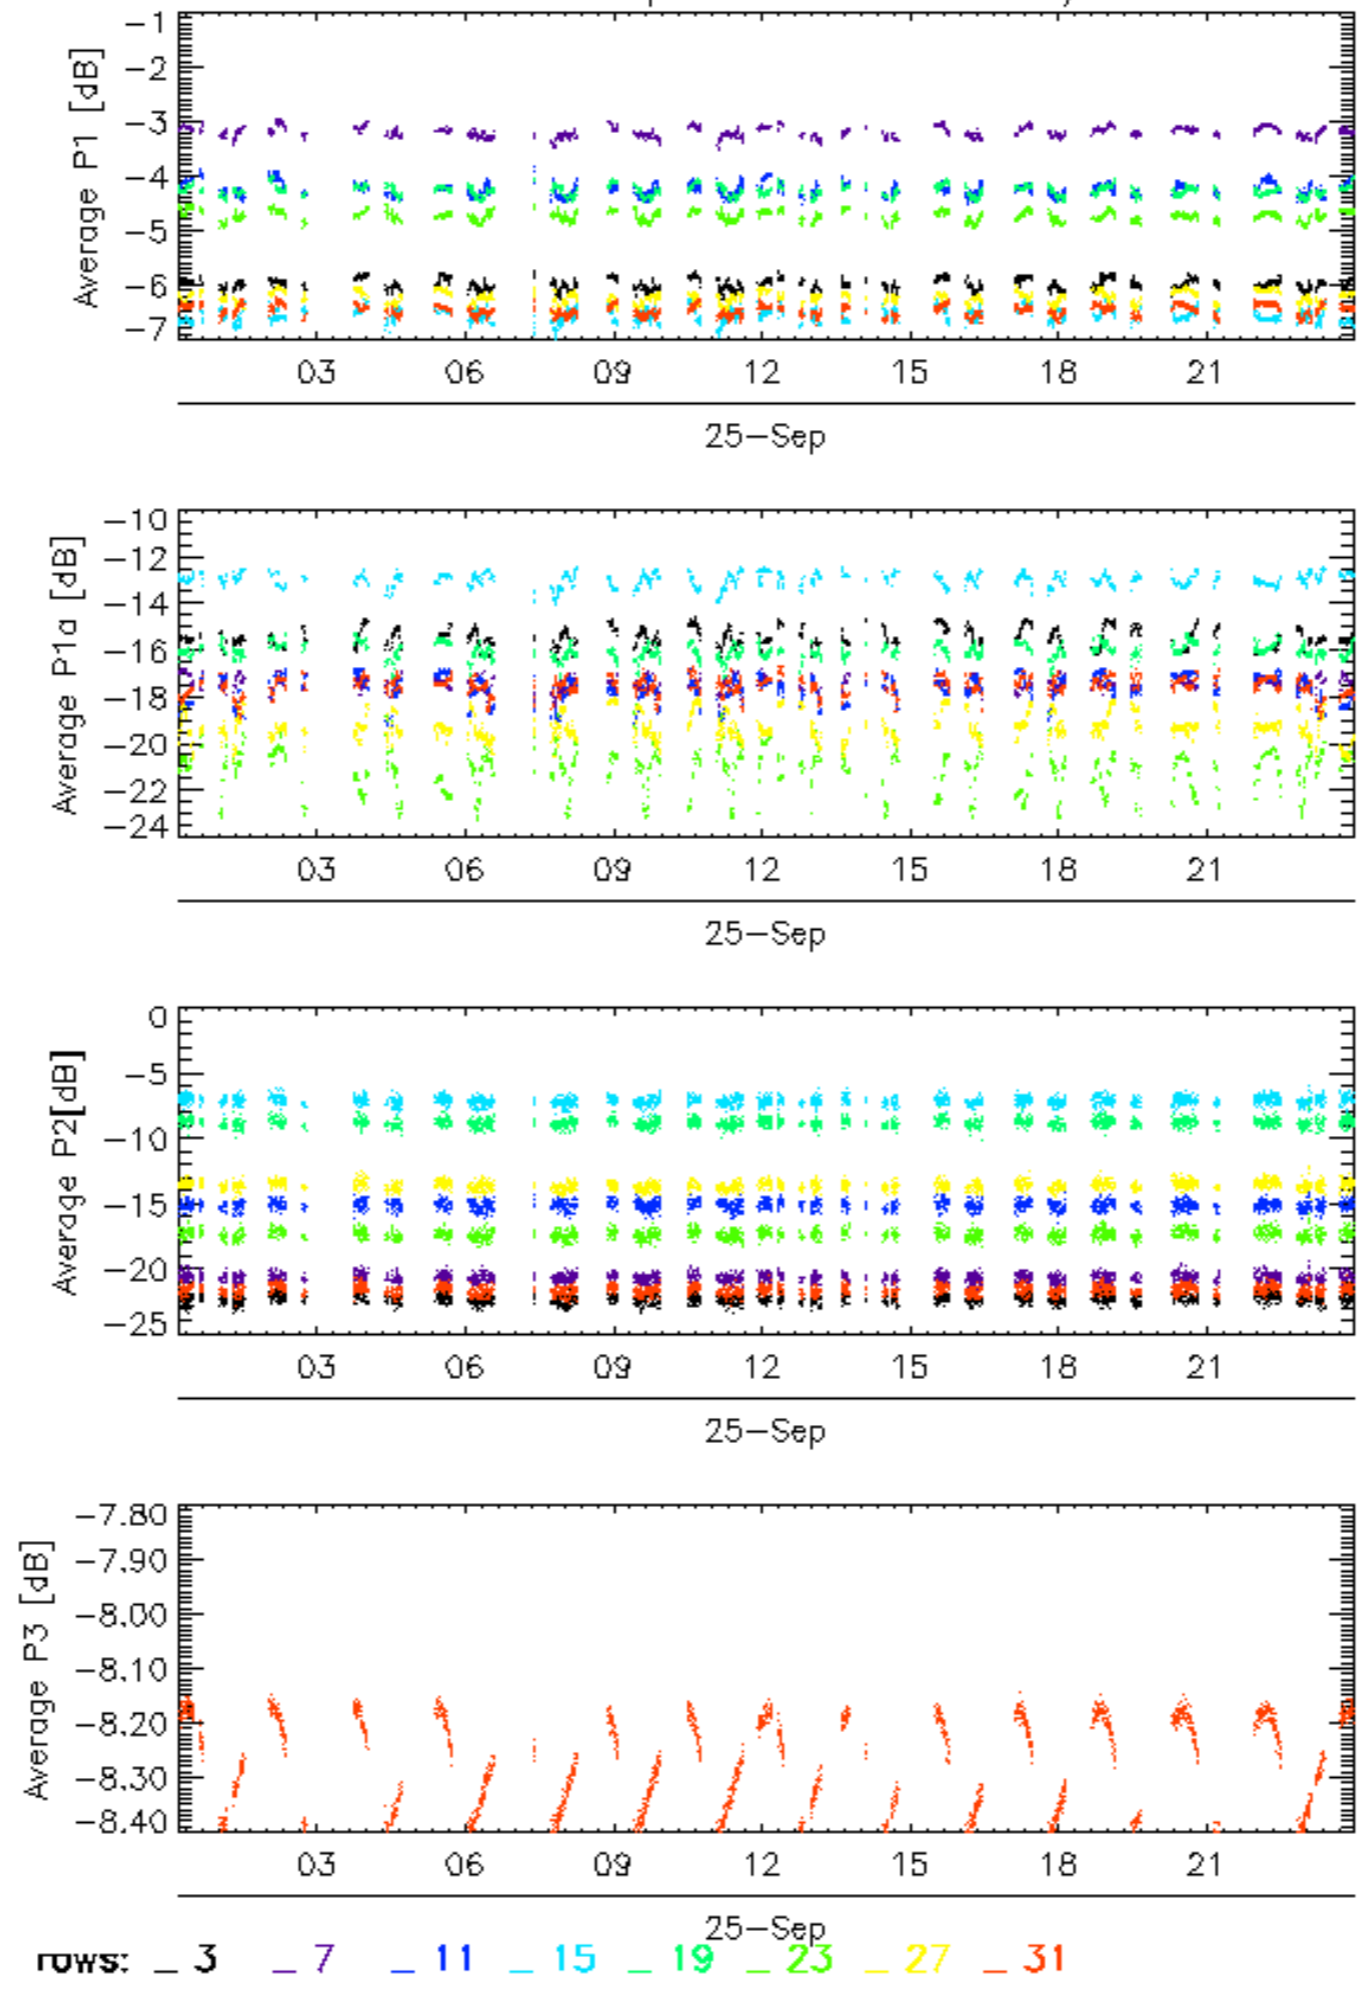 Average P1 [dB]
-1
-2
-3
-4
-5
-6
-7
03 06 09 12 15 18 21
25-Sep
Average P1a [dB]
-10
-12
-14
-16
-18
-20
-22
-24
03 06 09 12 15 18 21
25-Sep
Average P2[dB]
0
-5
-10
-15
-20
-25
03 06 09 12 15 18 21
25-Sep
Average P3 [dB]
-7.80
-7.90
-8.00
-8.10
-8.20
-8.30
-8.40
03 06 09 12 15 18 21
25-Sep
rows: _ 3 _ 7 _ 11 _ 15 _ 19 _ 23 _ 27 _ 31